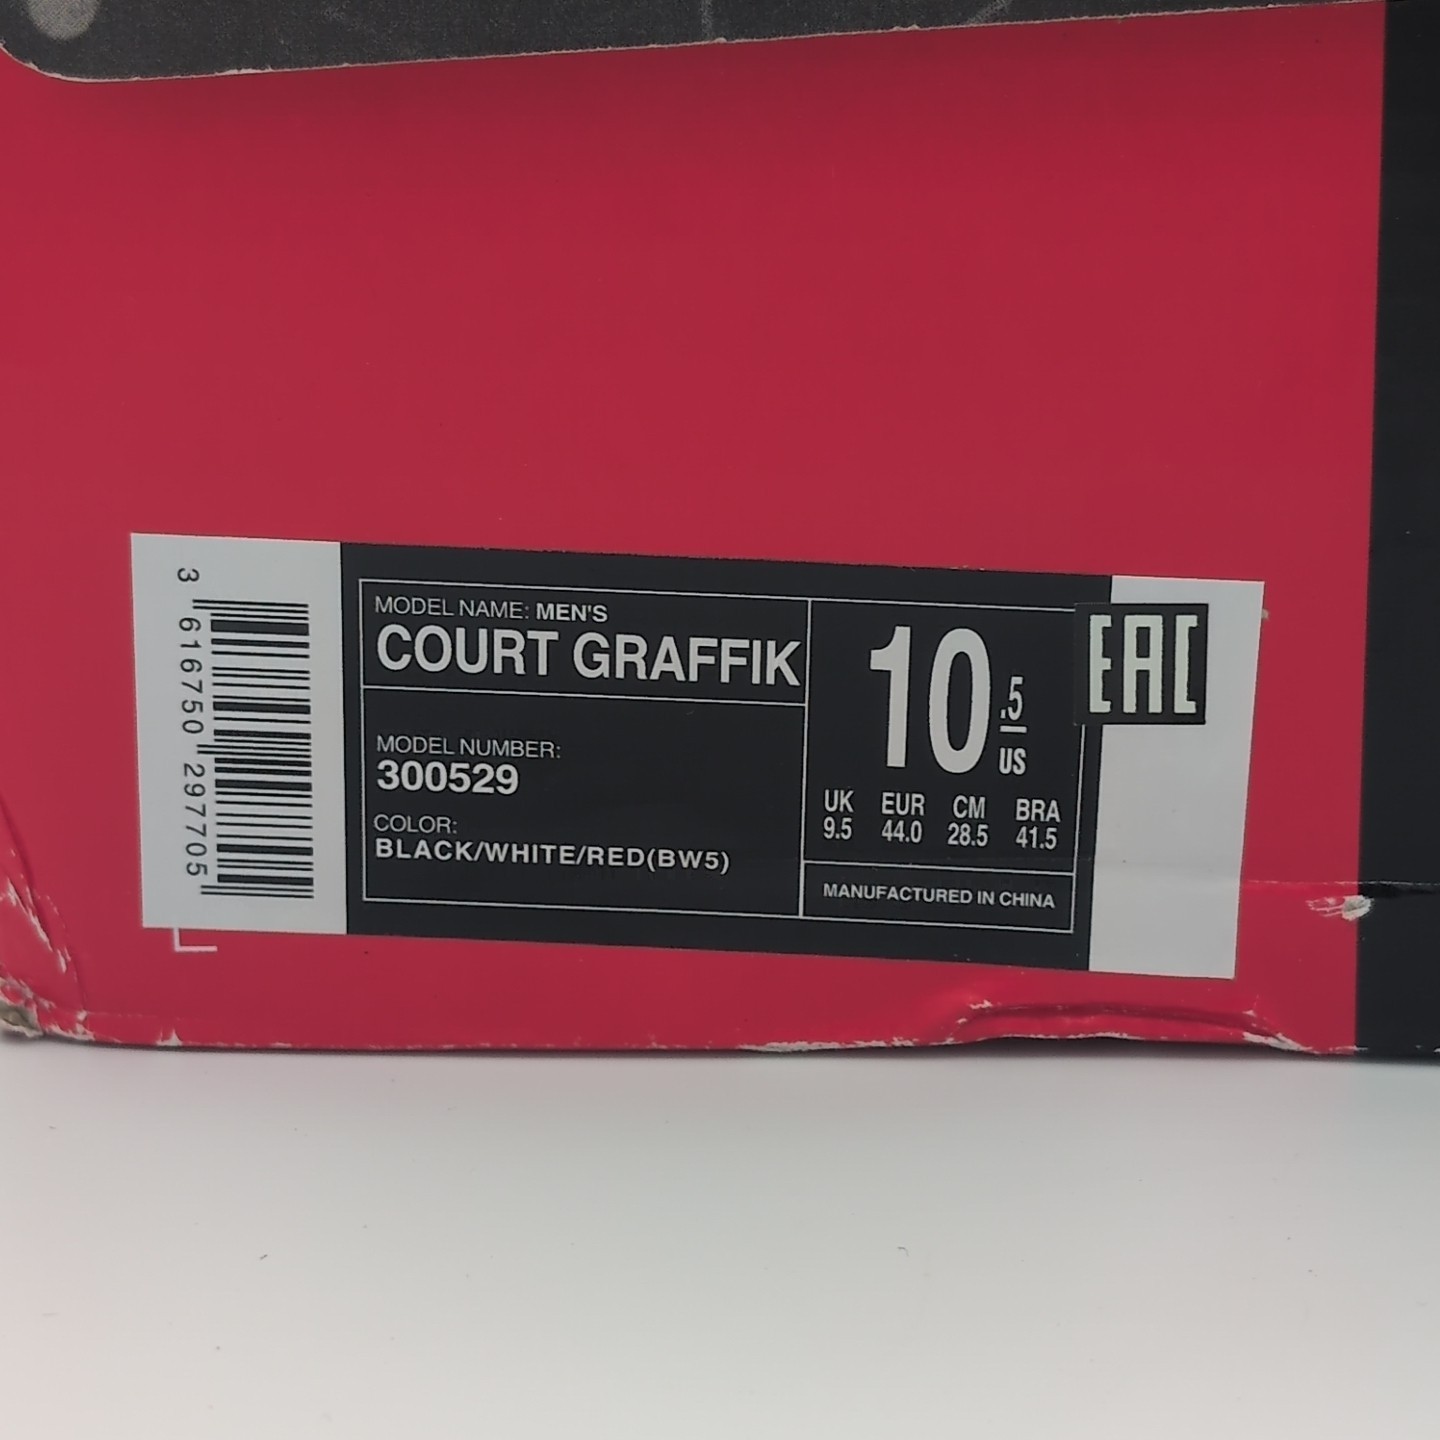 3 616750 297705
MODEL NAME: MEN'S
COURT GRAFFIK
MODEL NUMBER:
300529
COLOR:
BLACK/WHITE/RED(BW5)
10.5
US
UK EUR CM BRA
9.5 44.0 28.5 41.5
MANUFACTURED IN CHINA
EAC